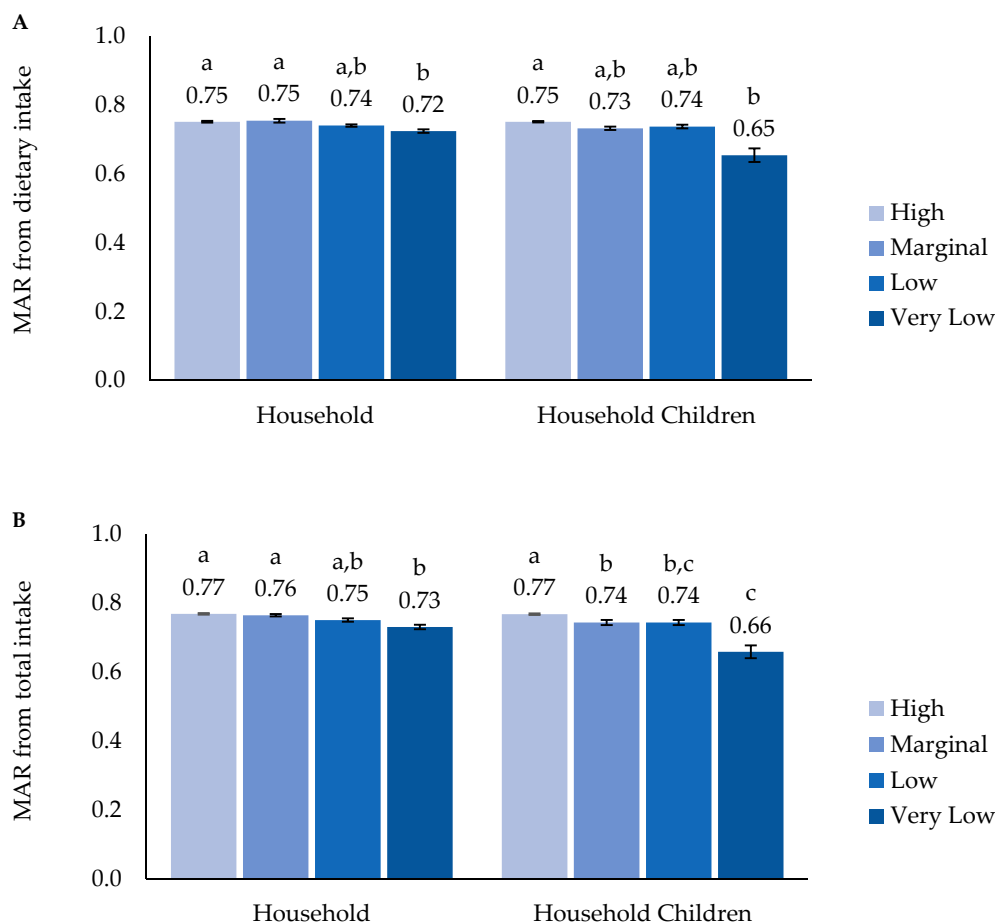 A
MAR from dietary intake
1.0
0.8
0.6
0.4
0.2
0.0
a a a,b b a a,b a,b b
0.75 0.75 0.74 0.72 0.75 0.73 0.74 0.65
Household Household Children
High
Marginal
Low
Very Low
B
MAR from total intake
1.0
0.8
0.6
0.4
0.2
0.0
a a a,b b a b b,c c
0.77 0.76 0.75 0.73 0.77 0.74 0.74 0.66
Household Household Children
High
Marginal
Low
Very Low